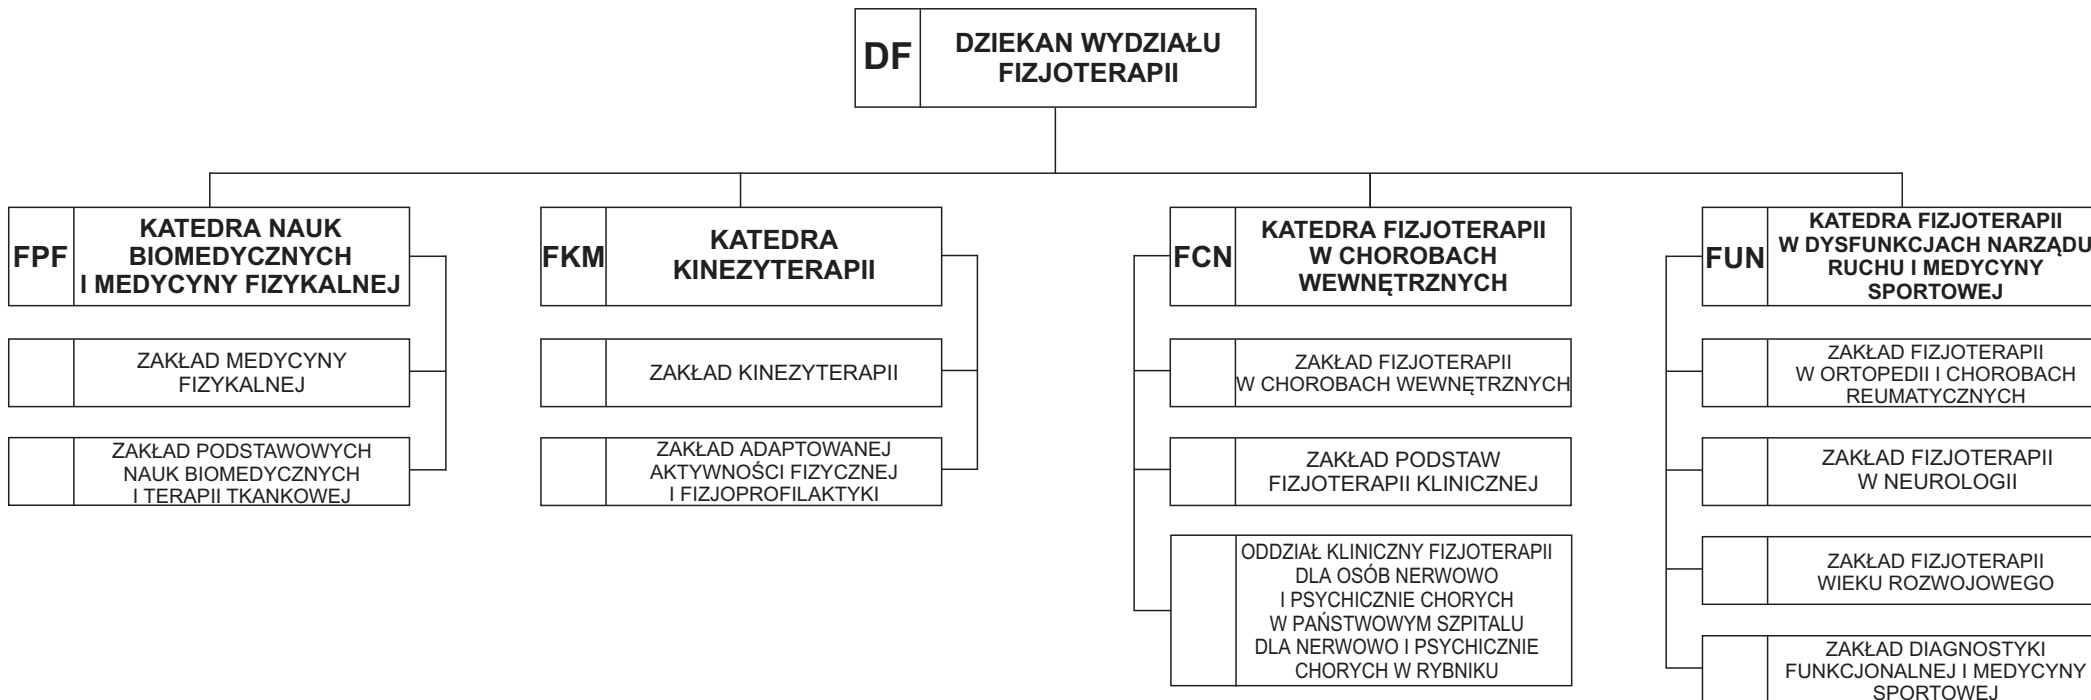 DF
DZIEKAN WYDZIAŁU
FIZJOTERAPII
FPF
KATEDRA NAUK
BIOMEDYCZNYCH
I MEDYCYNY FIZYKALNEJ
ZAKŁAD MEDYCYNY
FIZYKALNEJ
ZAKŁAD PODSTAWOWYCH
NAUK BIOMEDYCZNYCH
I TERAPII TKANKOWEJ
FKM
KATEDRA
KINEZYTERAPII
ZAKŁAD KINEZYTERAPII
ZAKŁAD ADAPTOWANEJ
AKTYWNOŚCI FIZYCZNEJ
I FIZJOPROFILAKTYKI
FCN
KATEDRA FIZJOTERAPII
W CHOROBACH
WEWNĘTRZNYCH
ZAKŁAD FIZJOTERAPII
W CHOROBACH WEWNĘTRZNYCH
ZAKŁAD PODSTAW
FIZJOTERAPII KLINICZNEJ
ODDZIAŁ KLINICZNY FIZJOTERAPII
DLA OSÓB NERWOWO
I PSYCHICZNIE CHORYCH
W PAŃSTWOWYM SZPITALU
DLA NERWOWO I PSYCHICZNIE
CHORYCH W RYBNIKU
FUN
KATEDRA FIZJOTERAPII
W DYSFUNKCJACH NARZĄDU
RUCHU I MEDYCYNY
SPORTOWEJ
ZAKŁAD FIZJOTERAPII
W ORTOPEDII I CHOROBACH
REUMATYCZNYCH
ZAKŁAD FIZJOTERAPII
W NEUROLOGII
ZAKŁAD FIZJOTERAPII
WIEKU ROZWOJOWEGO
ZAKŁAD DIAGNOSTYKI
FUNKCJONALNEJ I MEDYCYNY
SPORTOWEJ